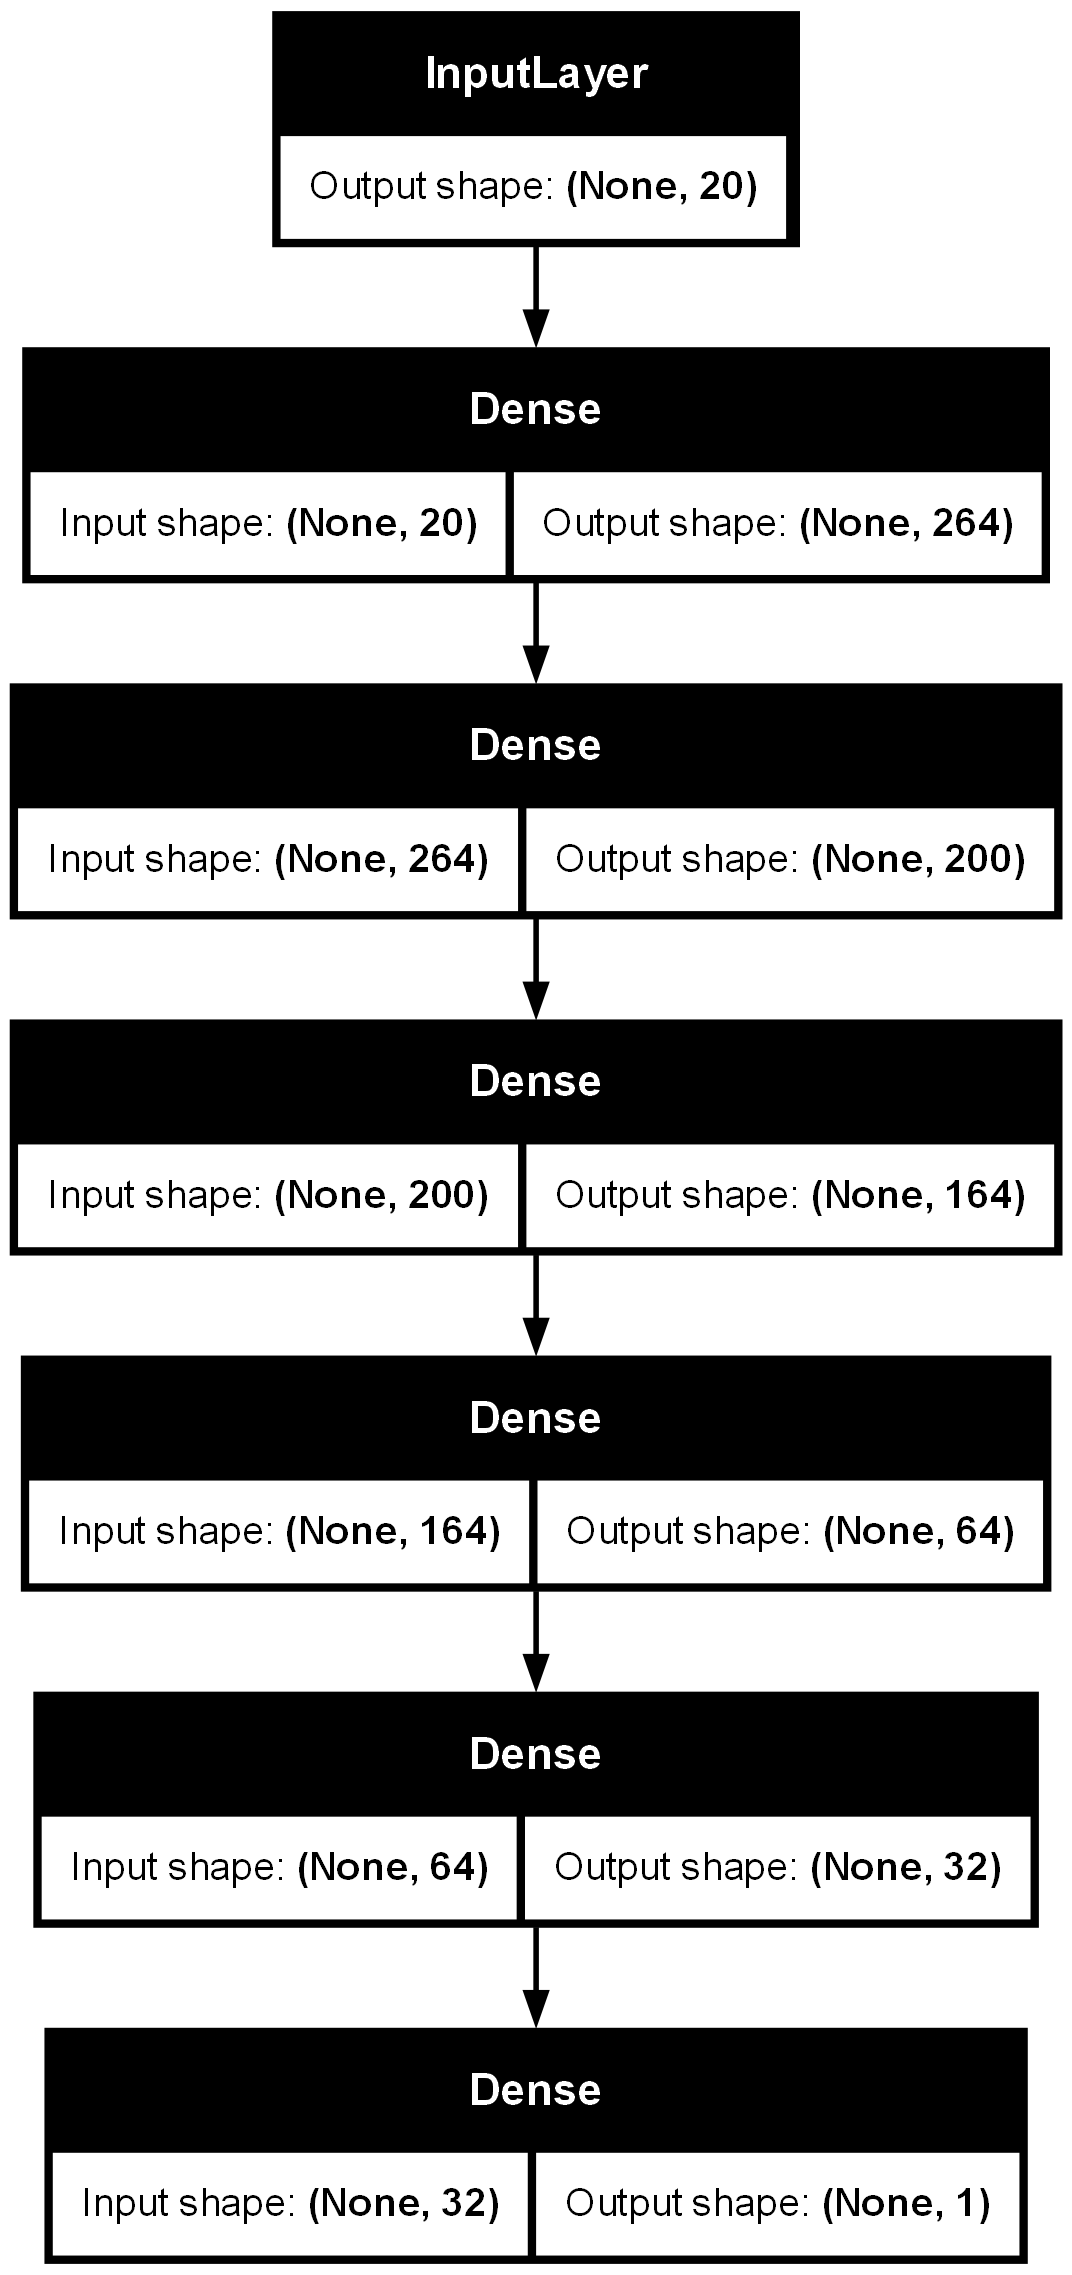 InputLayer
Output shape: (None, 20)
Dense
Input shape: (None, 20) Output shape: (None, 264)
Dense
Input shape: (None, 264) Output shape: (None, 200)
Dense
Input shape: (None, 200) Output shape: (None, 164)
Dense
Input shape: (None, 164) Output shape: (None, 64)
Dense
Input shape: (None, 64) Output shape: (None, 32)
Dense
Input shape: (None, 32) Output shape: (None, 1)